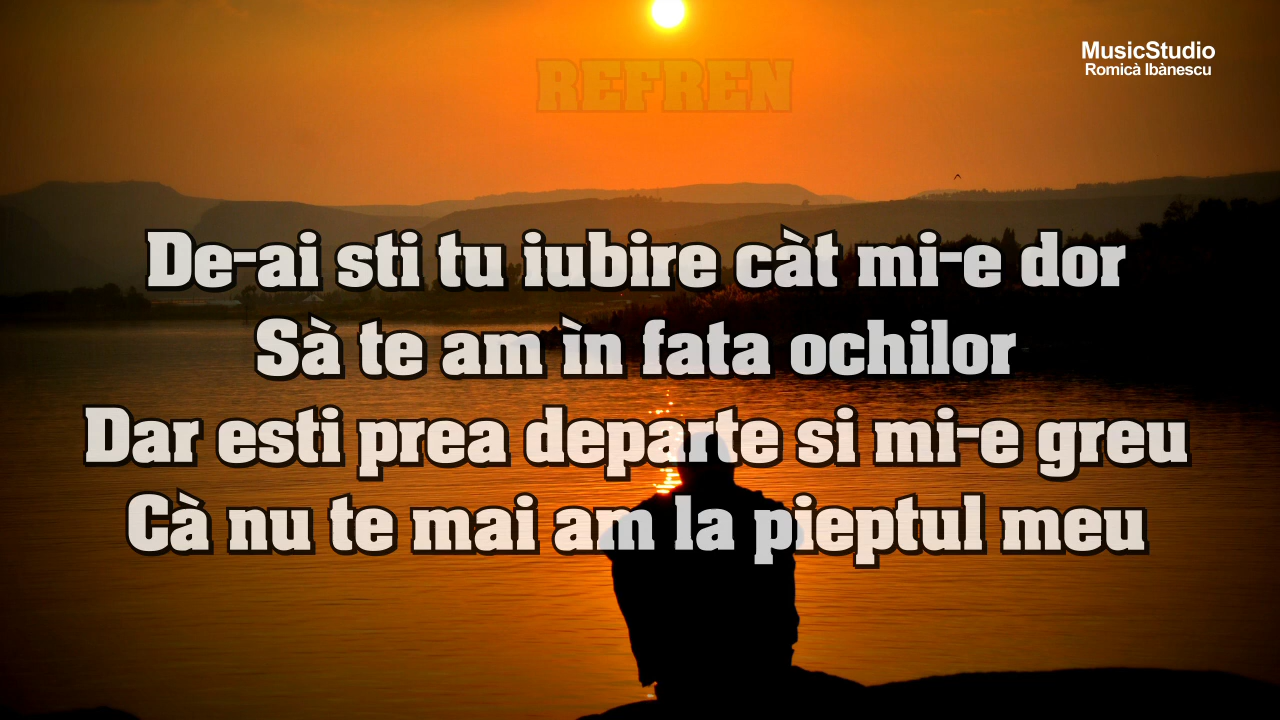 MusicStudio
Romicà Ibànescu
REFREN
De-ai sti tu iubire càt mi-e dor
Sà te am ìn fata ochilor
Dar esti prea departe si mi-e greu
Cà nu te mai am la pieptul meu